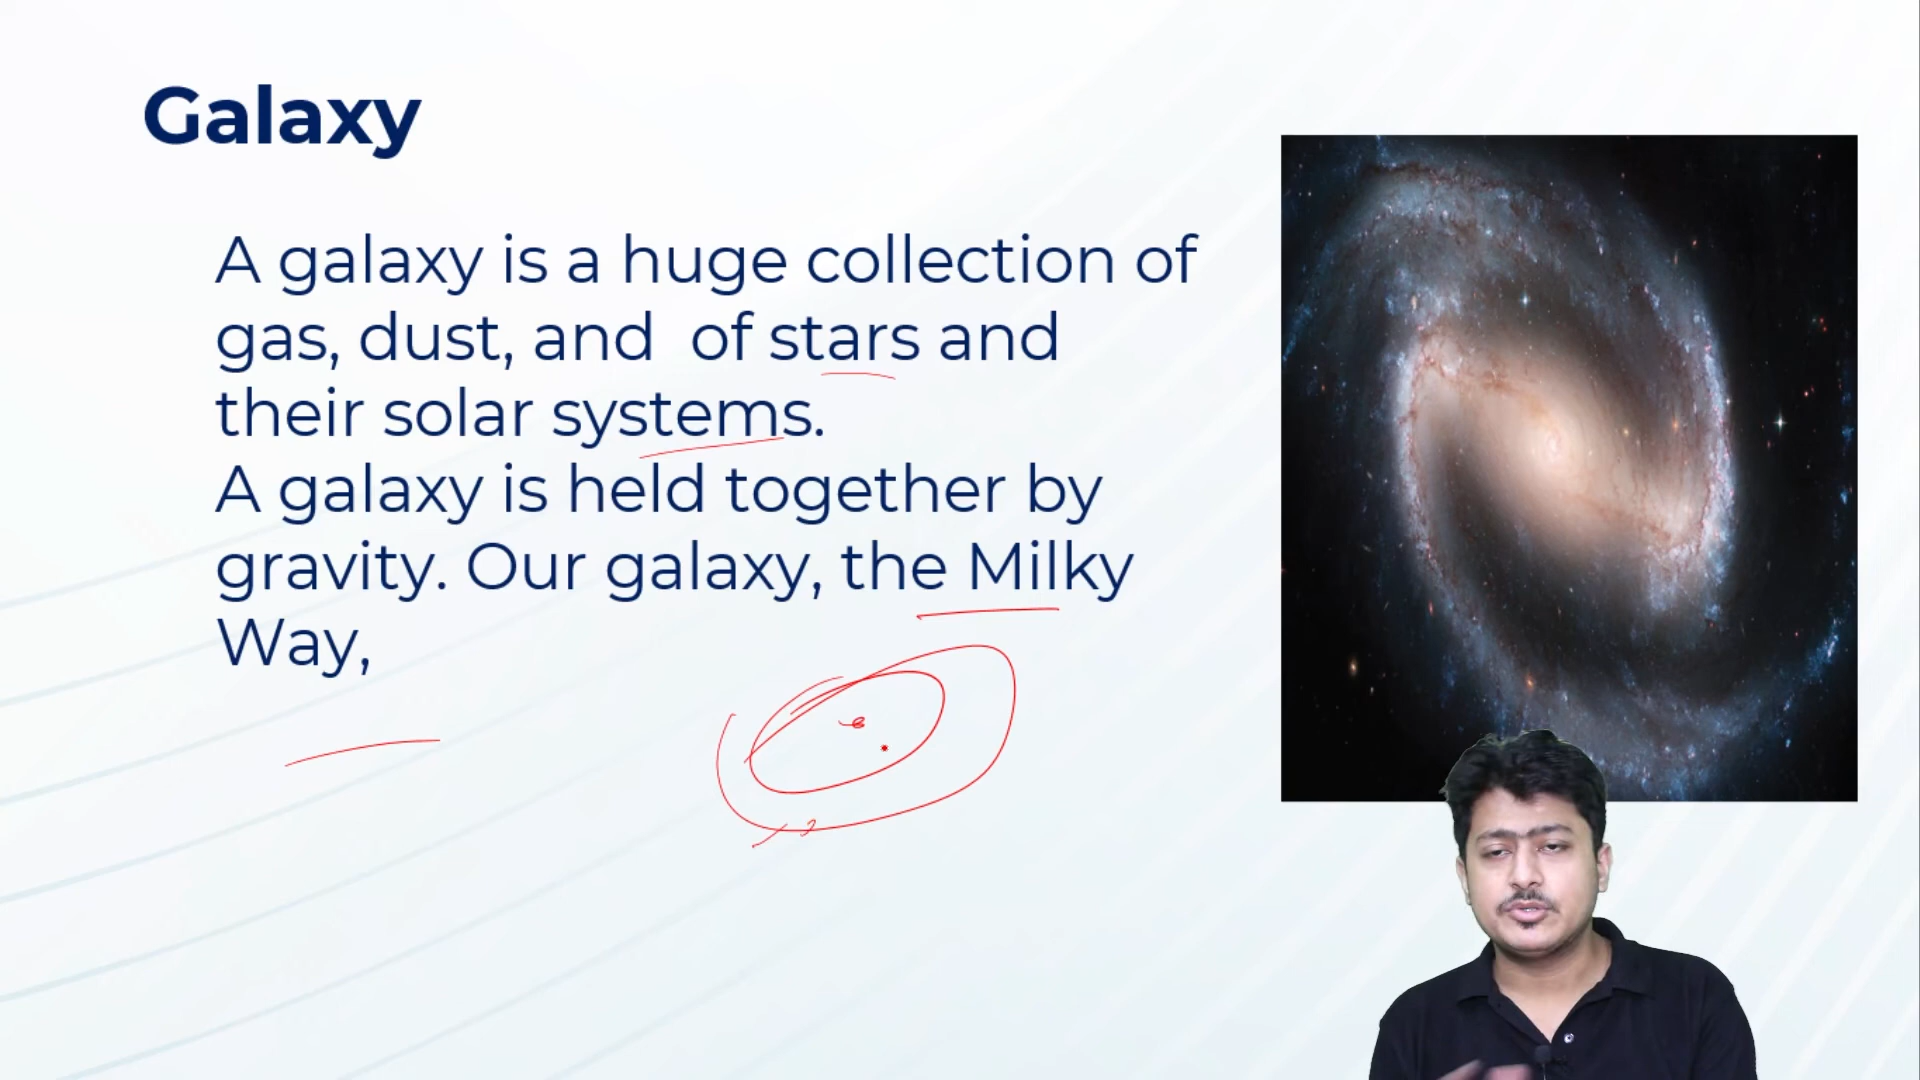 Galaxy
A galaxy is a huge collection of
gas, dust, and  of stars and
their solar systems.
A galaxy is held together by
gravity. Our galaxy, the Milky
Way,